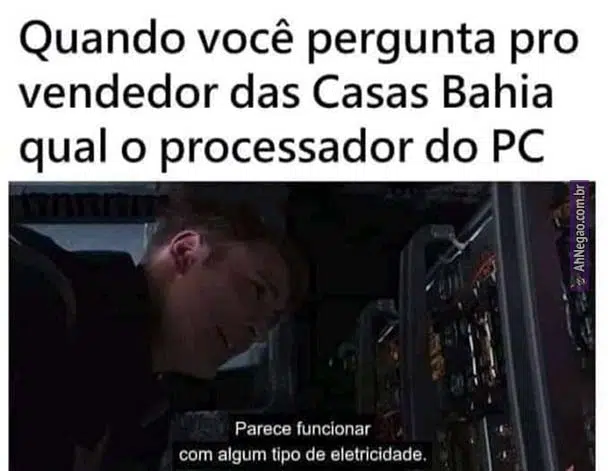 Quando você pergunta pro
vendedor das Casas Bahia
qual o processador do PC
AhNegao.com.br
Parece funcionar
com algum tipo de eletricidade.